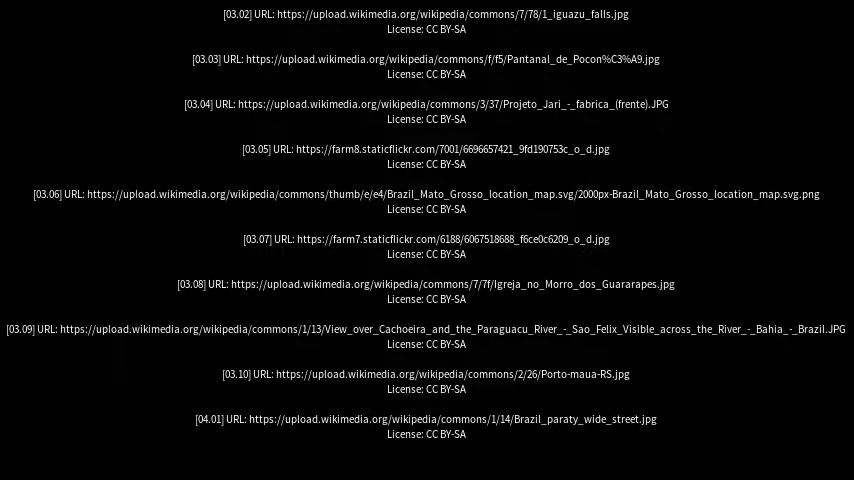 [03.02] URL: https://upload.wikimedia.org/wikipedia/commons/7/78/1_iguazu_falls.jpg
License: CC BY-SA
[03.03] URL: https://upload.wikimedia.org/wikipedia/commons/f/f5/Pantanal_de_Pocon%C3%A9.jpg
License: CC BY-SA
[03.04] URL: https://upload.wikimedia.org/wikipedia/commons/3/37/Projeto_Jari_-_fabrica_(frente).JPG
License: CC BY-SA
[03.05] URL: https://farm8.staticflickr.com/7001/6696657421_9fd190753c_o_d.jpg
License: CC BY-SA
[03.06] URL: https://upload.wikimedia.org/wikipedia/commons/thumb/e/e4/Brazil_Mato_Grosso_location_map.svg/2000px-Brazil_Mato_Grosso_location_map.svg.png
License: CC BY-SA
[03.07] URL: https://farm7.staticflickr.com/6188/6067518688_f6ce0c6209_o_d.jpg
License: CC BY-SA
[03.08] URL: https://upload.wikimedia.org/wikipedia/commons/7/7f/Igreja_no_Morro_dos_Guararapes.jpg
License: CC BY-SA
[03.09] URL: https://upload.wikimedia.org/wikipedia/commons/1/13/View_over_Cachoeira_and_the_Paraguacu_River_-_Sao_Felix_Visible_across_the_River_-_Bahia_-_Brazil.JPG
License: CC BY-SA
[03.10] URL: https://upload.wikimedia.org/wikipedia/commons/2/26/Porto-maua-RS.jpg
License: CC BY-SA
[04.01] URL: https://upload.wikimedia.org/wikipedia/commons/1/14/Brazil_paraty_wide_street.jpg
License: CC BY-SA